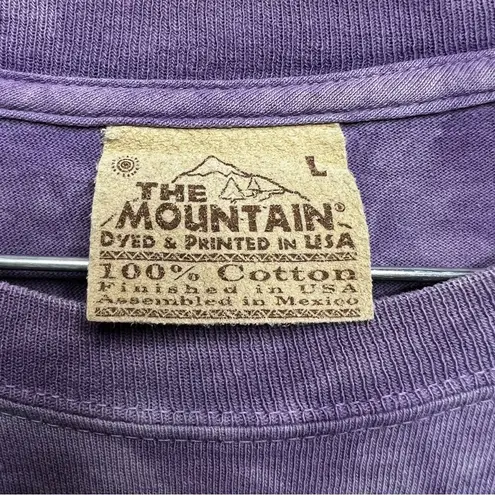 L
THE
MOUNTAIN®
DYED & PRINTED IN USA
100% Cotton
Finished in USA
Assembled in Mexico